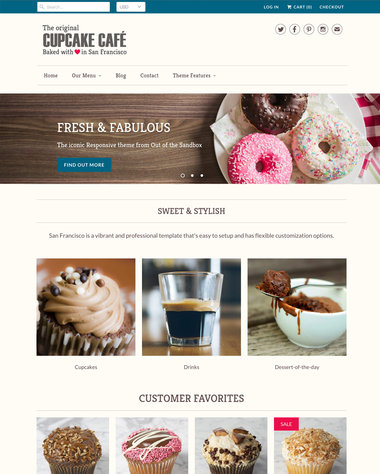 Search
USD
LOG IN
CART (0)
CHECKOUT
The original
CUPCAKE CAFÉ
Baked with in San Francisco
Home
Our Menu
Blog
Contact
Theme Features
FRESH & FABULOUS
The iconic Responsive theme from Out of the Sandbox
FIND OUT MORE
SWEET & STYLISH
San Francisco is a vibrant and professional template that's easy to setup and has flexible customization options.
Cupcakes
Drinks
Dessert-of-the-day
CUSTOMER FAVORITES
SALE